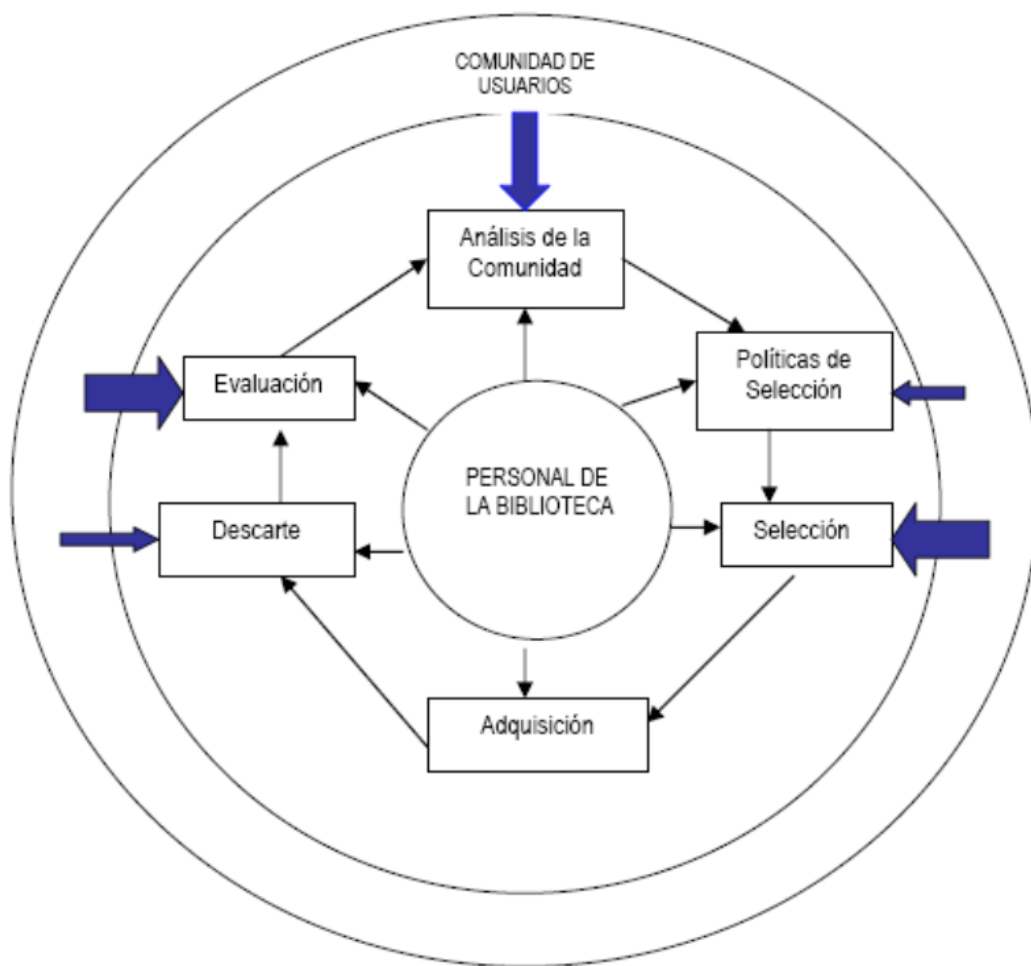 COMUNIDAD DE
USUARIOS
Análisis de la
Comunidad
Evaluación
Políticas de
Selección
PERSONAL DE
LA BIBLIOTECA
Descarte
Selección
Adquisición